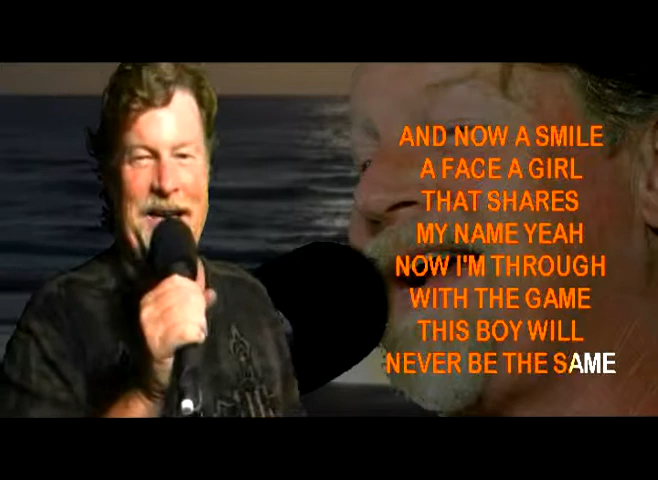 AND NOW A SMILE
A FACE A GIRL
THAT SHARES
MY NAME YEAH
NOW I'M THROUGH
WITH THE GAME
THIS BOY WILL
NEVER BE THE SAME